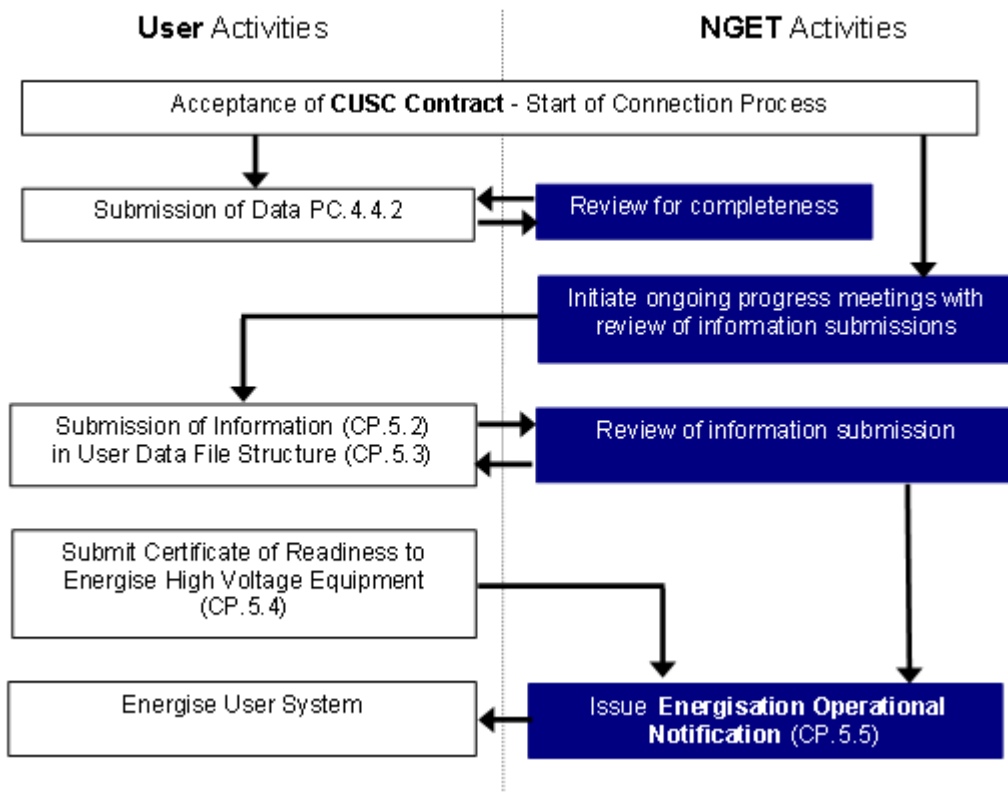 User Activities
NGET Activities
Acceptance of CUSC Contract - Start of Connection Process
Submission of Data PC.4.4.2
Review for completeness
Initiate ongoing progress meetings with
review of information submissions
Submission of Information (CP.5.2)
in User Data File Structure (CP.5.3)
Review of information submission
Submit Certificate of Readiness to
Energise High Voltage Equipment
(CP.5.4)
Energise User System
Issue Energisation Operational
Notification (CP.5.5)